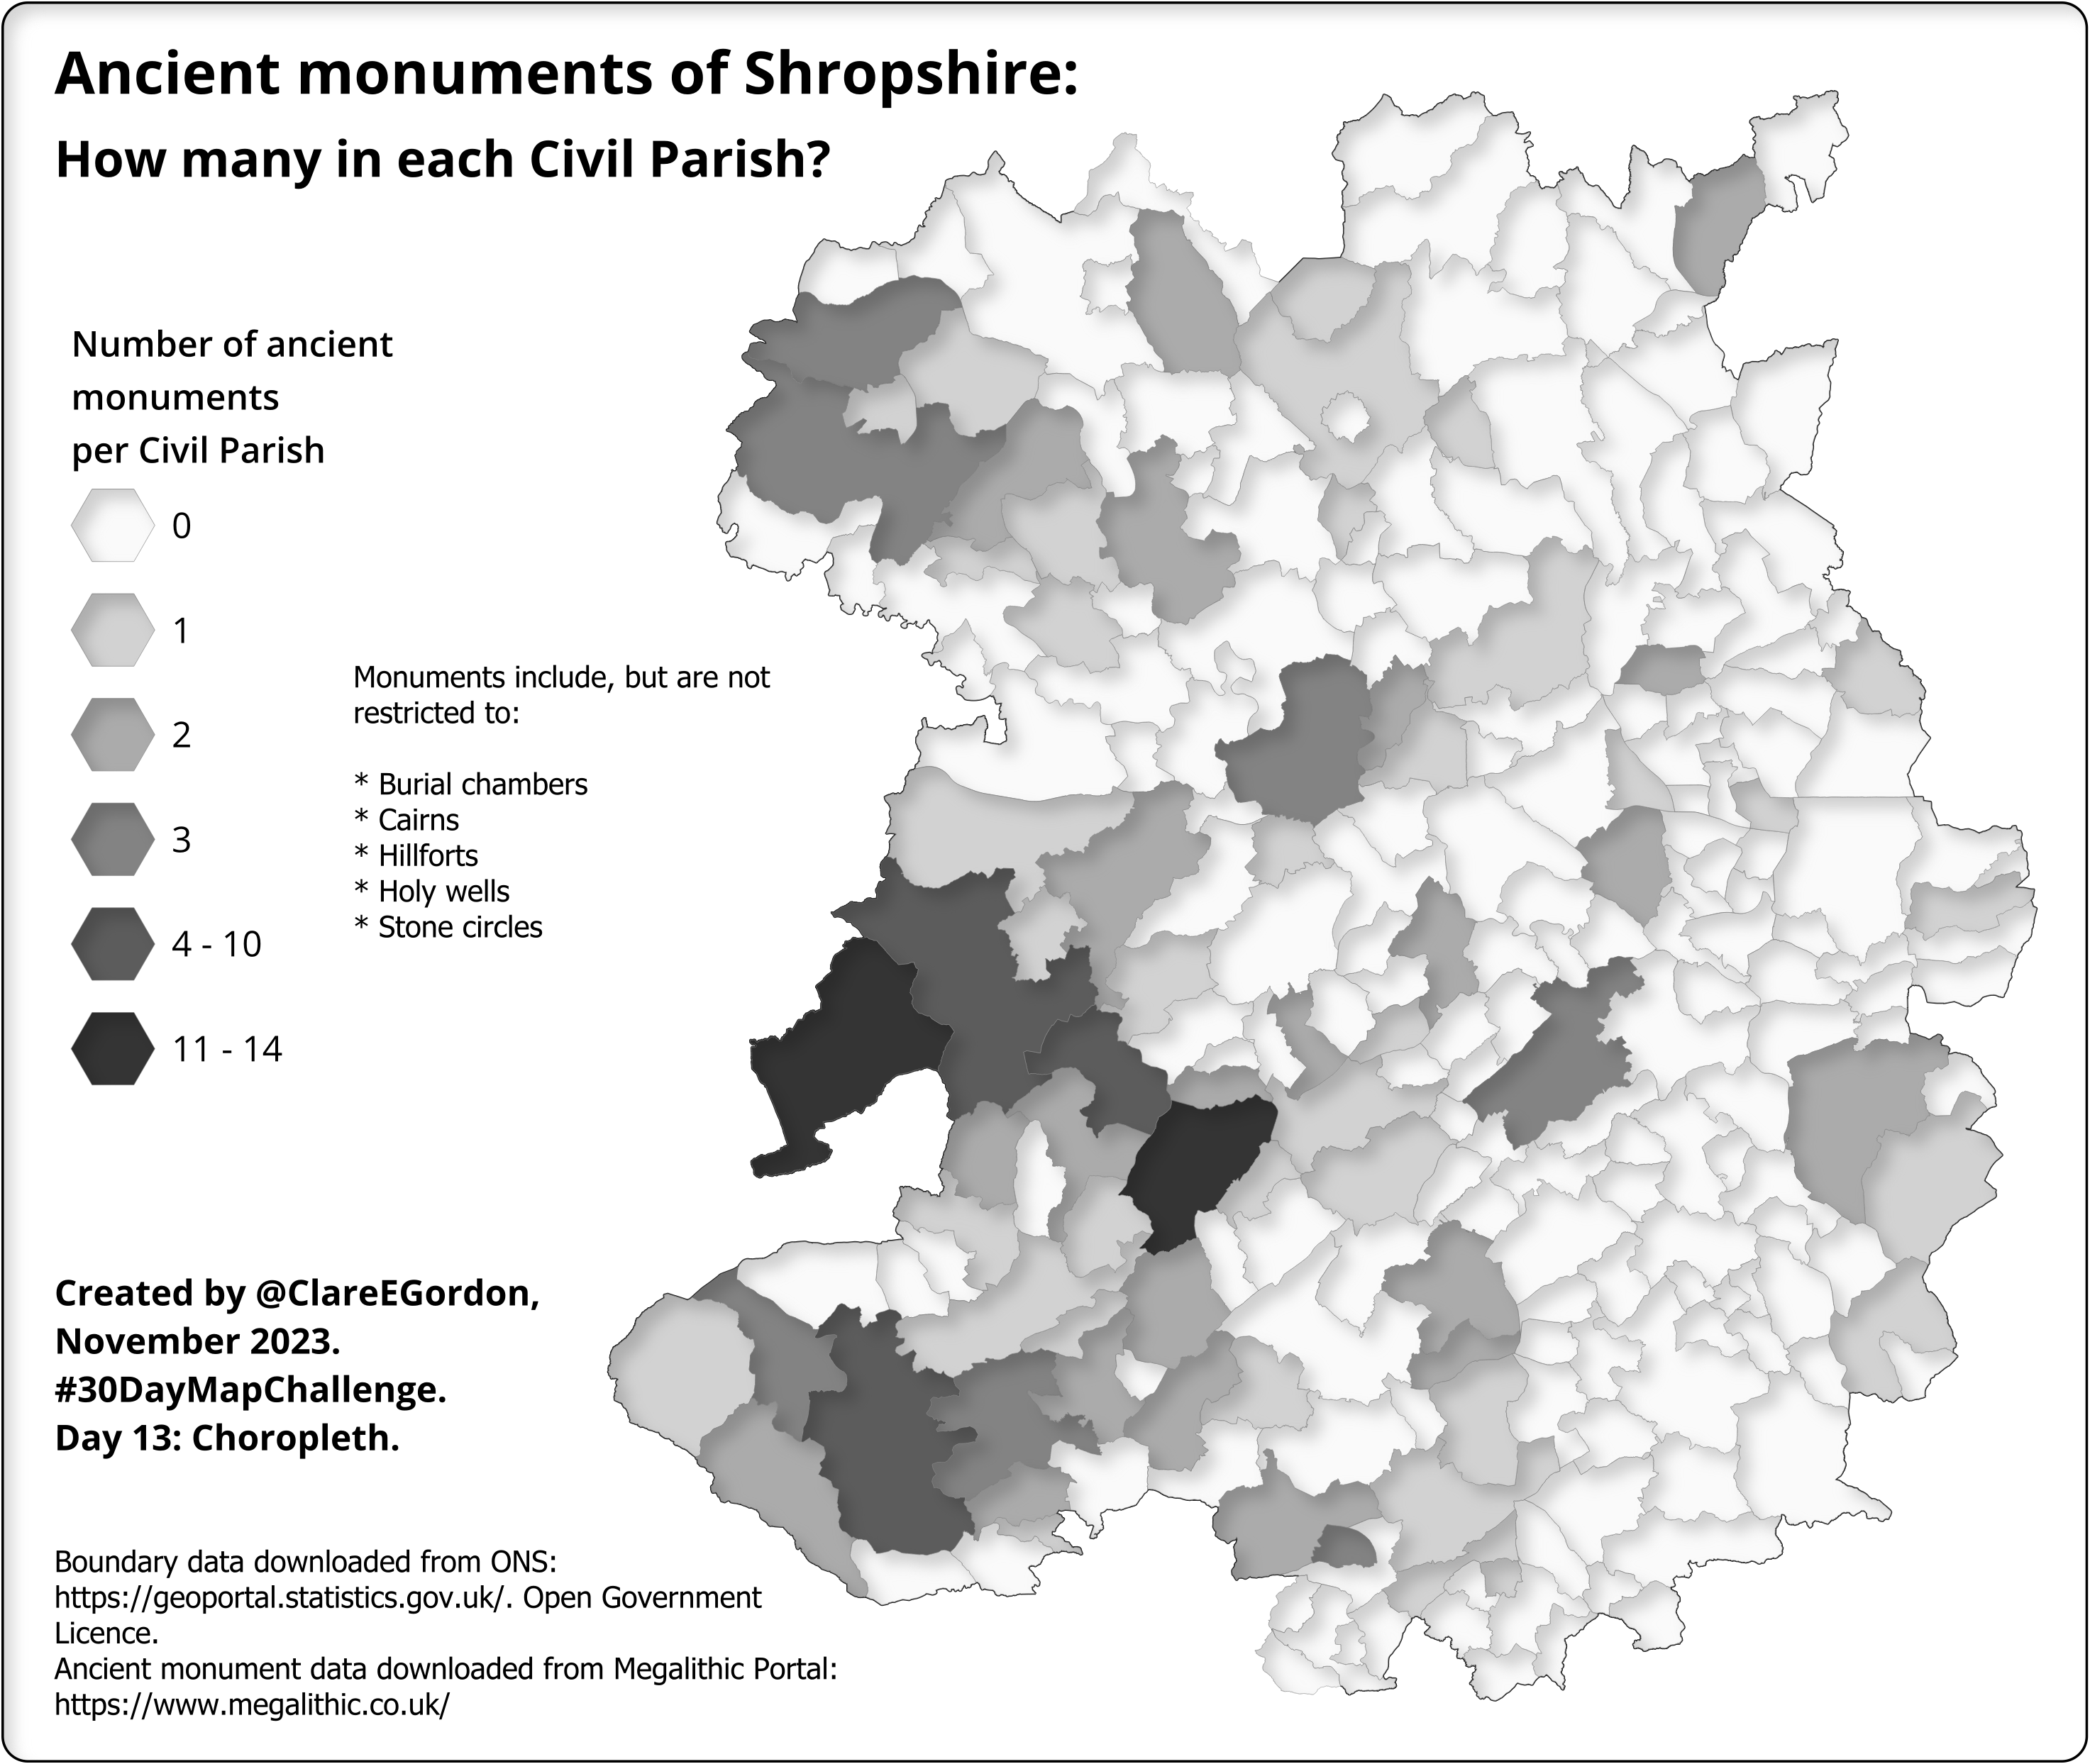 Ancient monuments of Shropshire:
How many in each Civil Parish?
Number of ancient
monuments
per Civil Parish
0
1
2
3
4 - 10
11 - 14
Monuments include, but are not
restricted to:
* Burial chambers
* Cairns
* Hillforts
* Holy wells
* Stone circles
Created by @ClareEGordon,
November 2023.
#30DayMapChallenge.
Day 13: Choropleth.
Boundary data downloaded from ONS:
https://geoportal.statistics.gov.uk/. Open Government
Licence.
Ancient monument data downloaded from Megalithic Portal:
https://www.megalithic.co.uk/